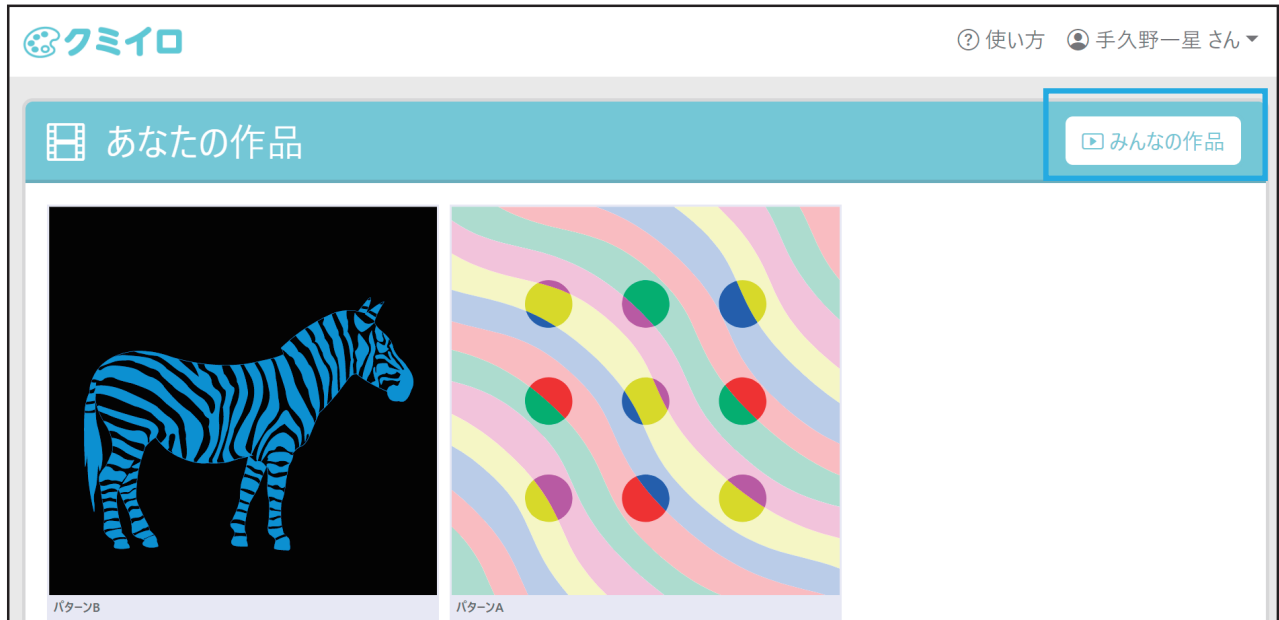 クミイロ
使い方
手久野一星 さん
あなたの作品
みんなの作品
パターンB
パターンA